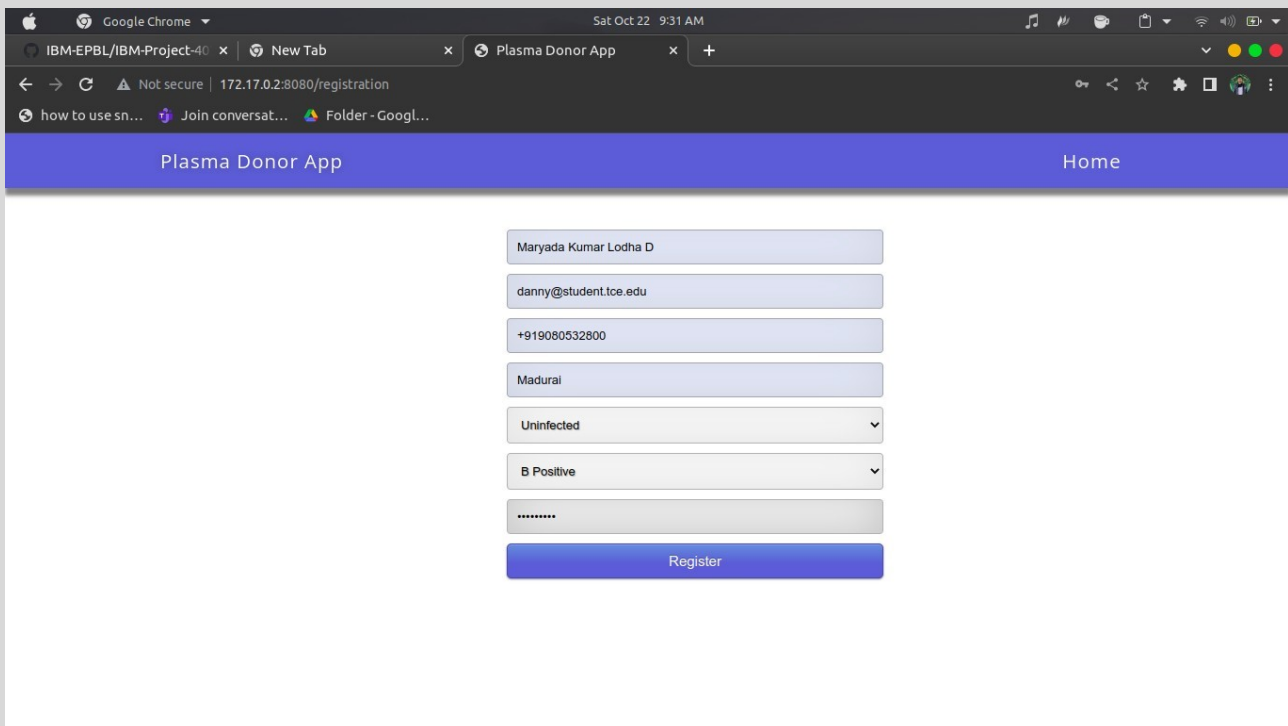 Google Chrome
Sat Oct 22 9:31 AM
IBM-EPBL/IBM-Project-40
New Tab
Plasma Donor App
Not secure | 172.17.0.2:8080/registration
how to use sn...
Join conversat...
Folder - Googl...
Plasma Donor App
Home
Maryada Kumar Lodha D
danny@student.tce.edu
+919080532800
Madurai
Uninfected
B Positive
•••••••••
Register